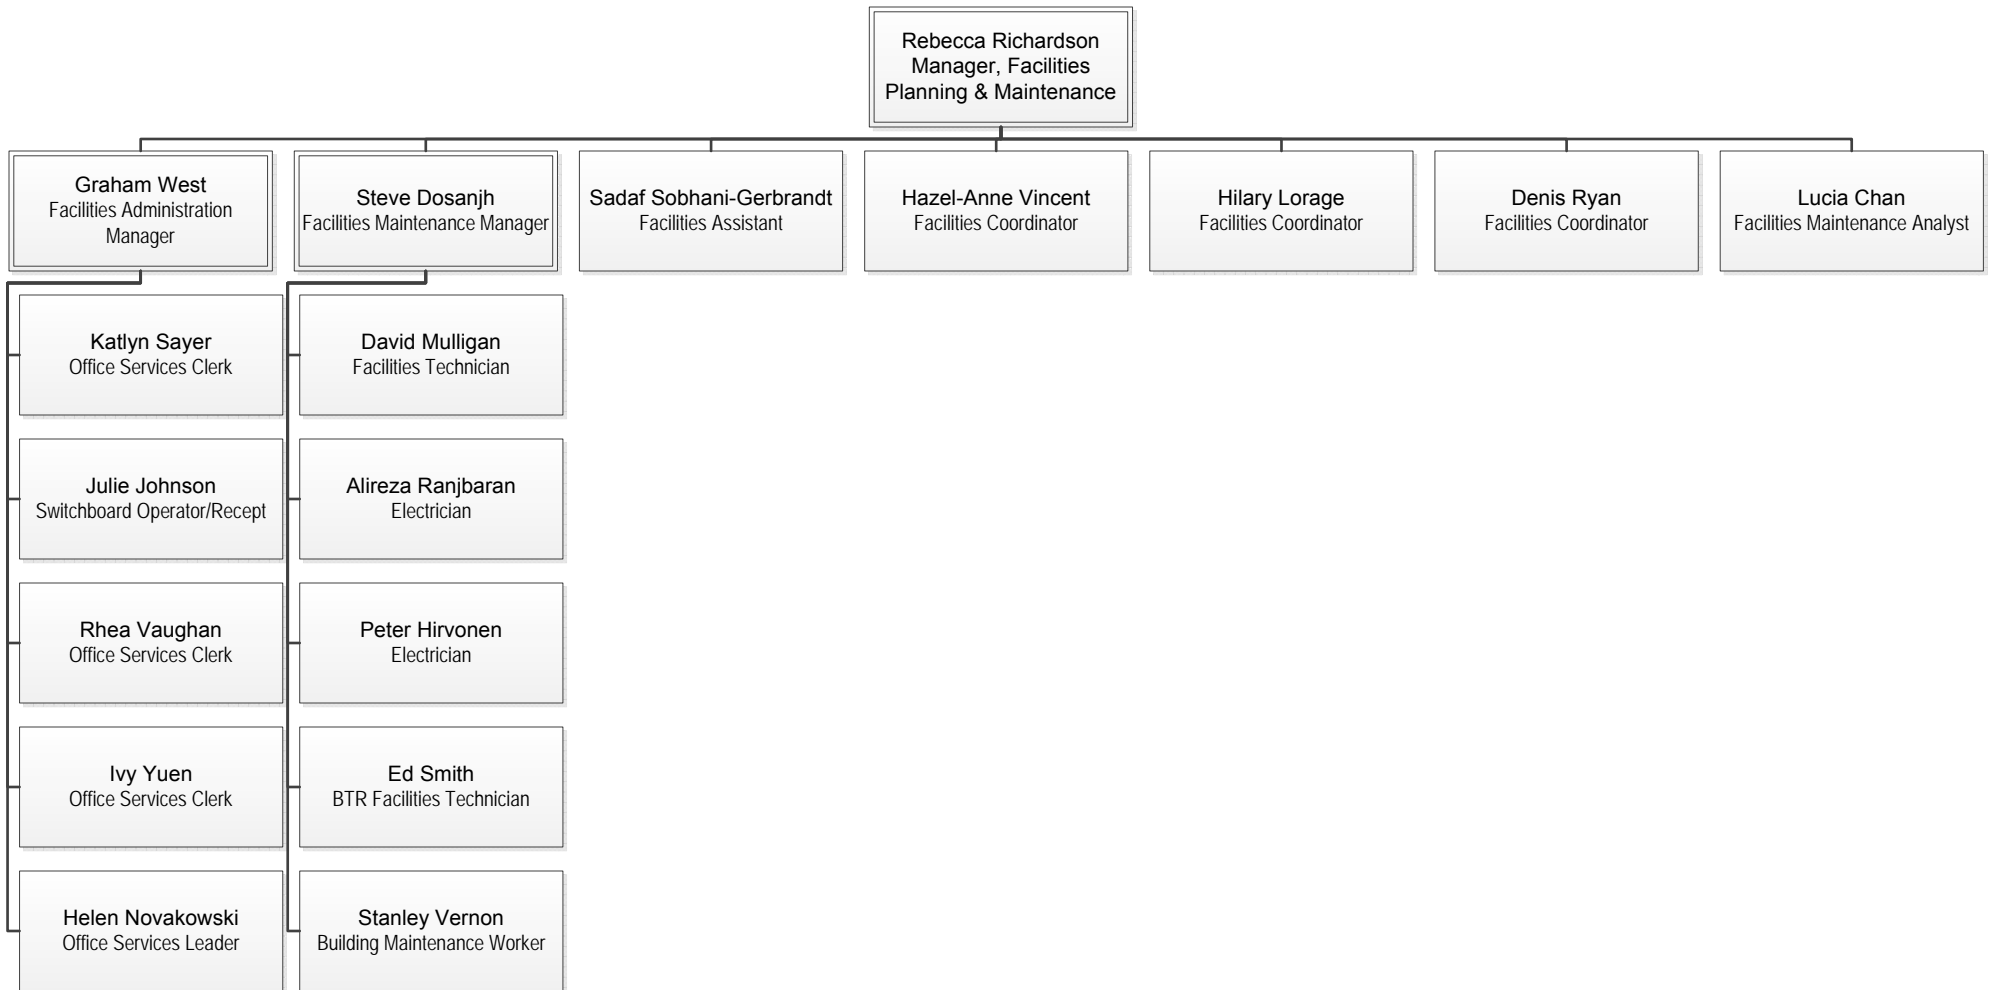 Rebecca Richardson
Manager, Facilities
Planning & Maintenance
Graham West
Facilities Administration
Manager
Steve Dosanjh
Facilities Maintenance Manager
Sadaf Sobhani-Gerbrandt
Facilities Assistant
Hazel-Anne Vincent
Facilities Coordinator
Hilary Lorage
Facilities Coordinator
Denis Ryan
Facilities Coordinator
Lucia Chan
Facilities Maintenance Analyst
Katlyn Sayer
Office Services Clerk
David Mulligan
Facilities Technician
Julie Johnson
Switchboard Operator/Recept
Alireza Ranjbaran
Electrician
Rhea Vaughan
Office Services Clerk
Peter Hirvonen
Electrician
Ivy Yuen
Office Services Clerk
Ed Smith
BTR Facilities Technician
Helen Novakowski
Office Services Leader
Stanley Vernon
Building Maintenance Worker